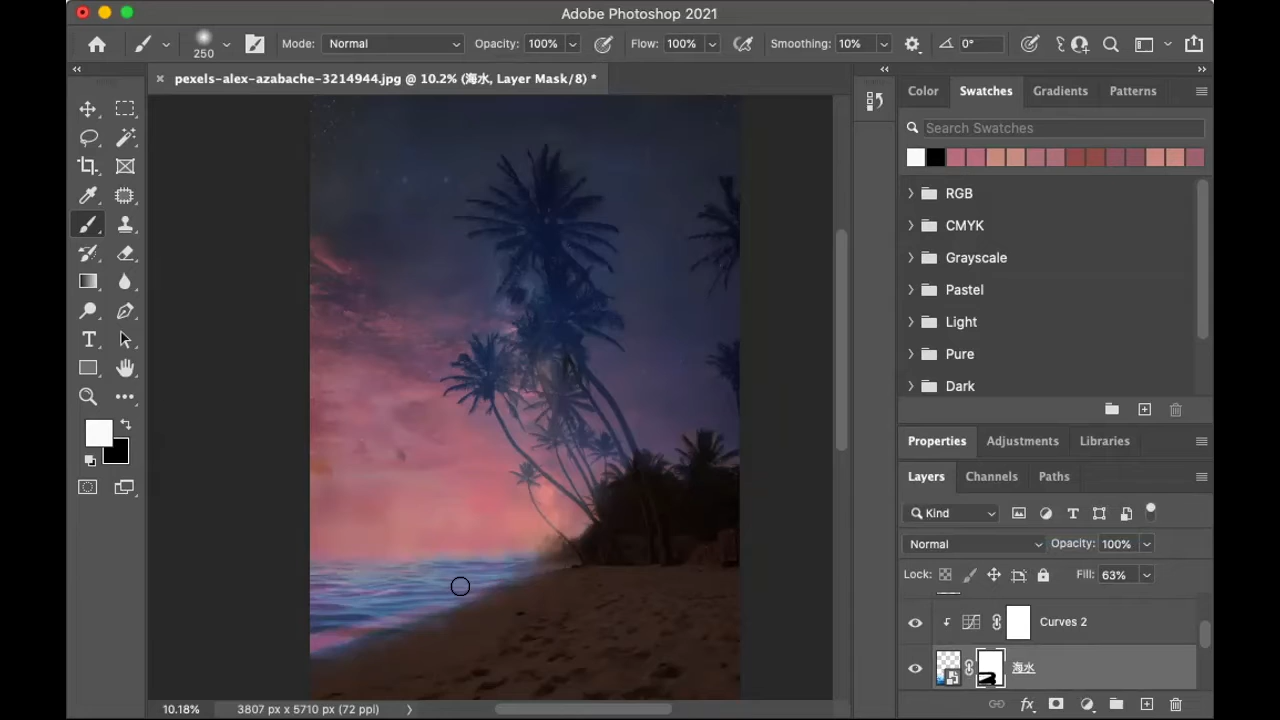 Adobe Photoshop 2021
250
Mode: Normal
Opacity: 100%
Flow: 100%
Smoothing: 10%
0°
pexels-alex-azabache-3214944.jpg @ 10.2% (海水, Layer Mask/8) *
Color
Swatches
Gradients
Patterns
Search Swatches
RGB
CMYK
Grayscale
Pastel
Light
Pure
Dark
Properties
Adjustments
Libraries
Layers
Channels
Paths
Kind
Normal
Opacity: 100%
Lock:
Fill: 63%
Curves 2
海水
10.18%
3807 px x 5710 px (72 ppi)